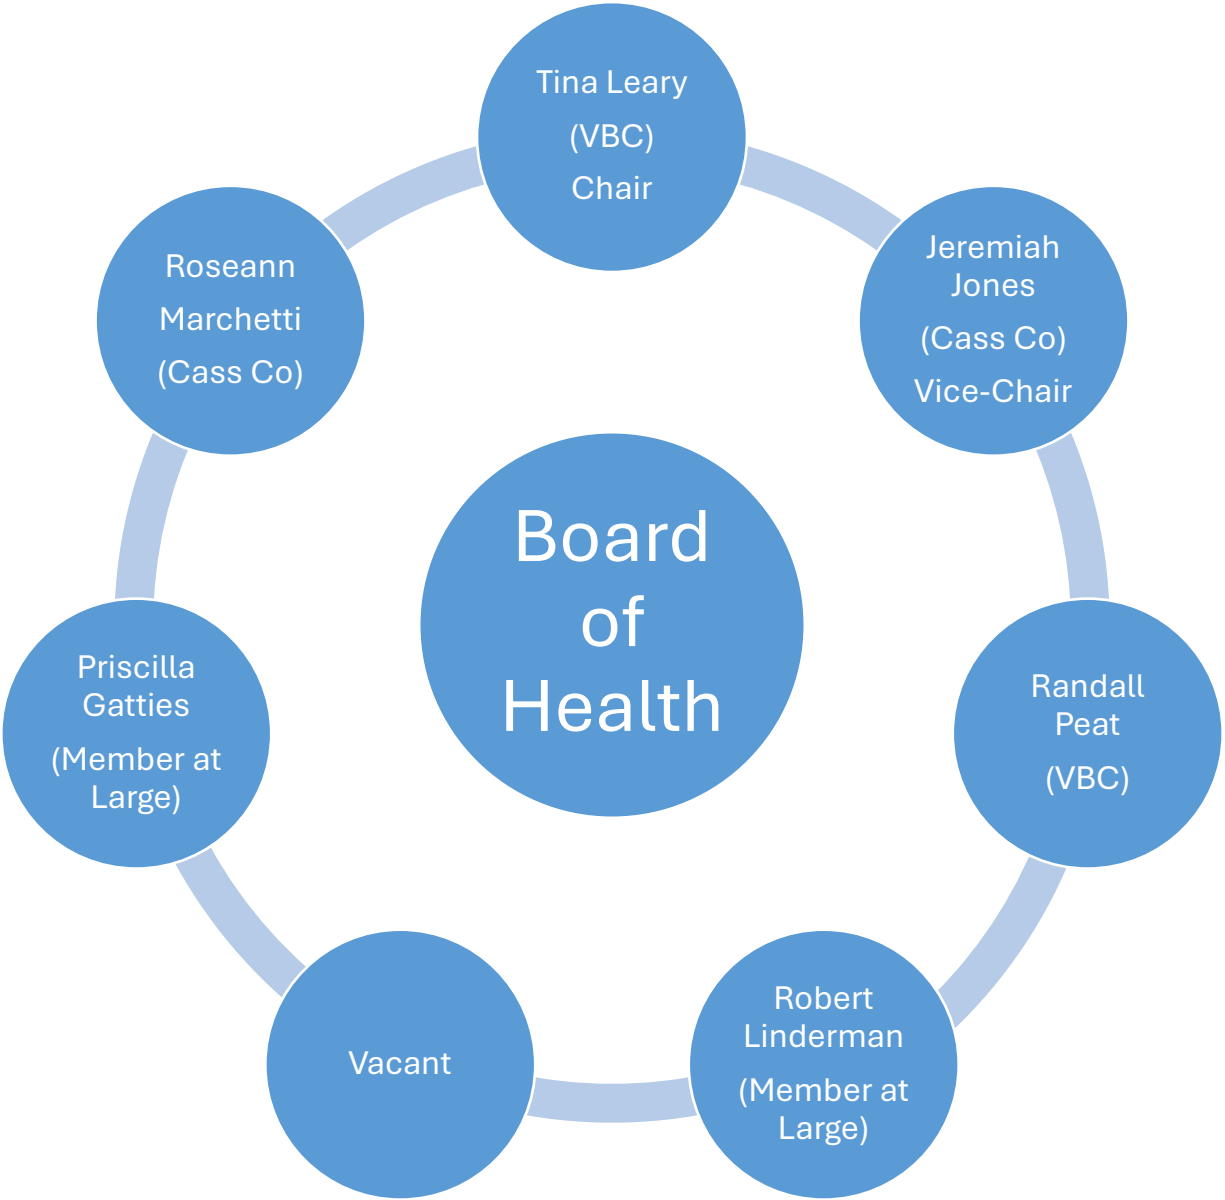 Tina Leary
(VBC)
Chair
Jeremiah
Jones
(Cass Co)
Vice-Chair
Randall
Peat
(VBC)
Robert
Linderman
(Member at
Large)
Vacant
Priscilla
Gatties
(Member at
Large)
Roseann
Marchetti
(Cass Co)
Board
of
Health